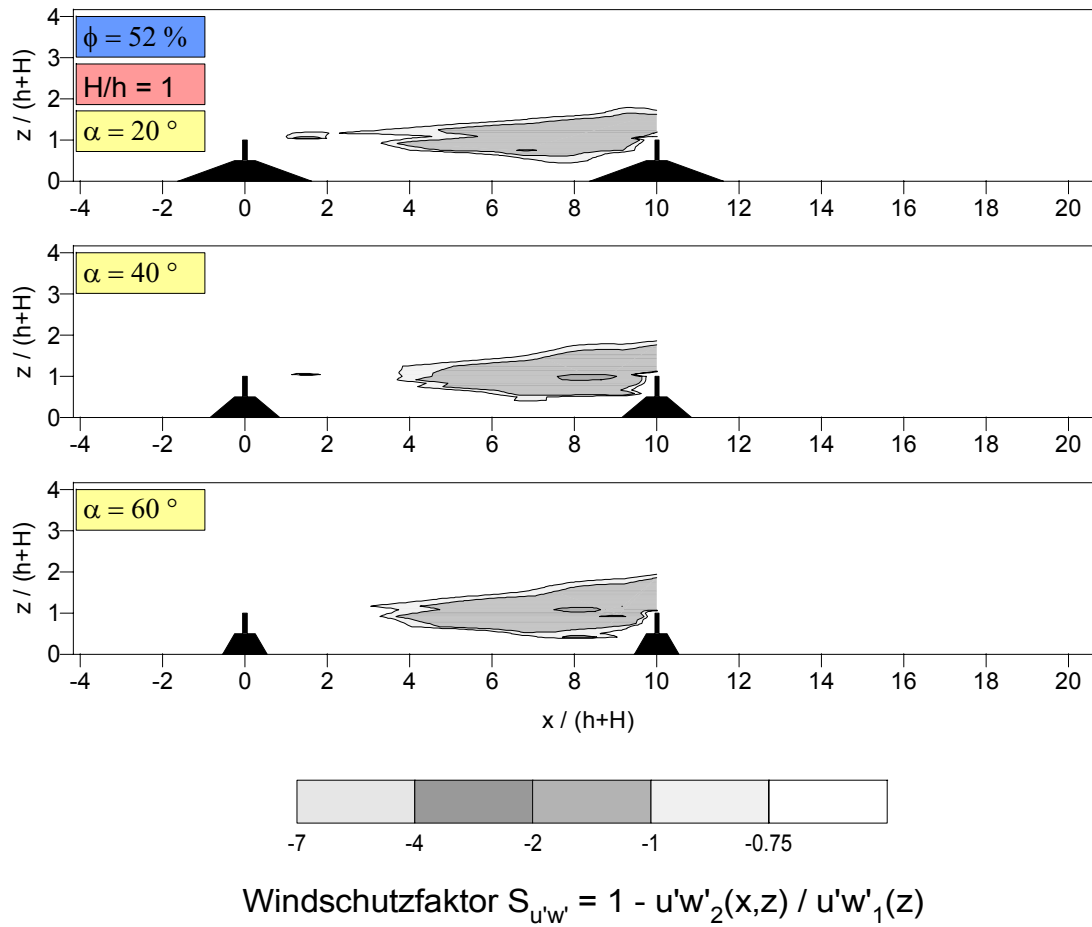 4
3
2
1
0
z / (h+H)
ϕ = 52 %
H/h = 1
α = 20 °
-4 -2 0 2 4 6 8 10 12 14 16 18 20
4
3
2
1
0
z / (h+H)
α = 40 °
-4 -2 0 2 4 6 8 10 12 14 16 18 20
4
3
2
1
0
z / (h+H)
α = 60 °
-4 -2 0 2 4 6 8 10 12 14 16 18 20
x / (h+H)
-7 -4 -2 -1 -0.75
Windschutzfaktor S_u'w' = 1 - u'w'₂(x,z) / u'w'₁(z)